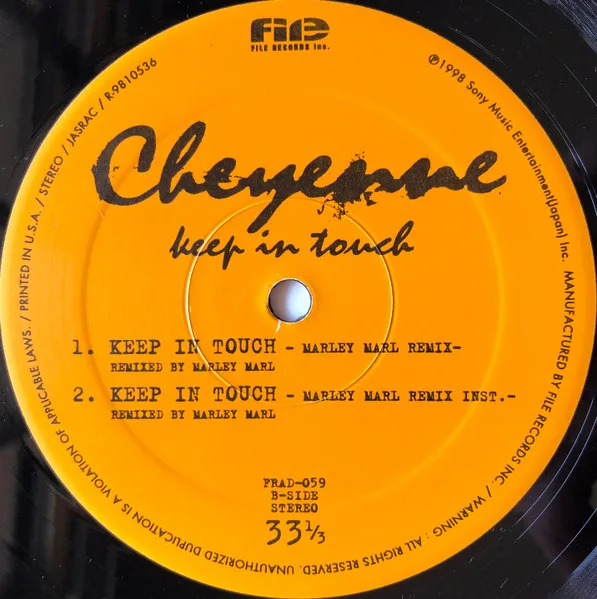 File
FILE RECORDS Inc.
℗1998 Sony Music Entertainment(Japan) Inc. MANUFACTURED BY FILE RECORDS INC. / WARNING : ALL RIGHTS RESERVED. UNAUTHORIZED DUPLICATION IS A VIOLATION OF APPLICABLE LAWS. / PRINTED IN U.S.A. / STEREO / JASRAC / R-9810536
Cheyenne
keep in touch
1. KEEP IN TOUCH - MARLEY MARL REMIX-
REMIXED BY MARLEY MARL
2. KEEP IN TOUCH - MARLEY MARL REMIX INST.-
REMIXED BY MARLEY MARL
FRAD-059
B-SIDE
STEREO
33⅓